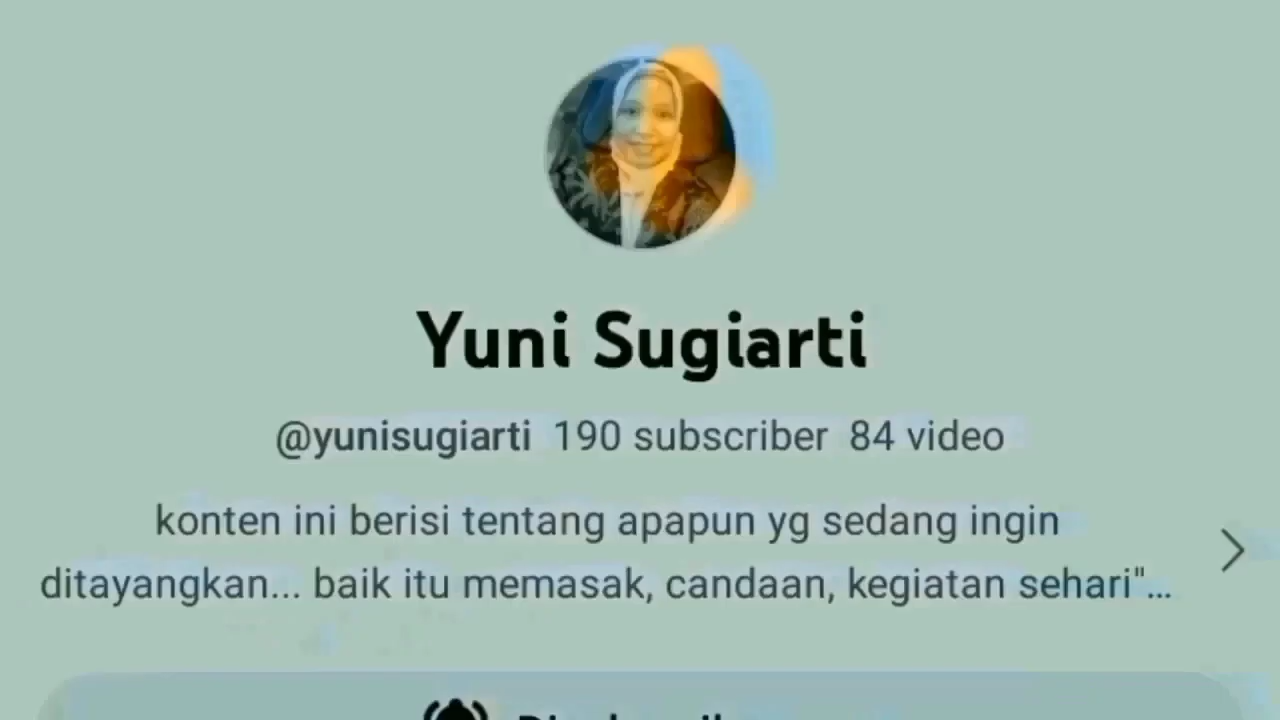 Yuni Sugiarti
@yunisugiarti 190 subscriber 84 video
konten ini berisi tentang apapun yg sedang ingin
ditayangkan... baik itu memasak, candaan, kegiatan sehari"...